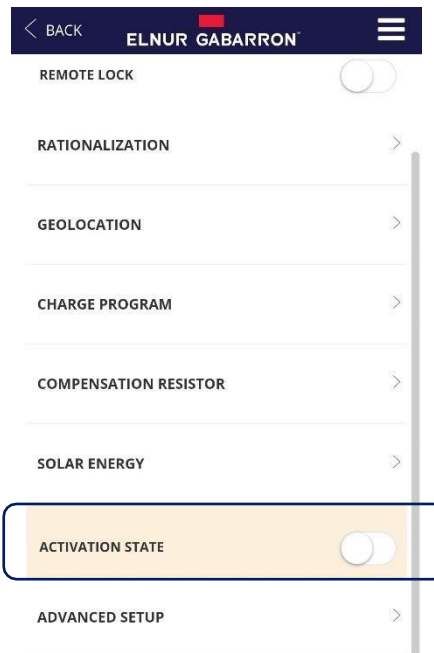 BACK
ELNUR GABARRON
REMOTE LOCK
RATIONALIZATION
GEOLOCATION
CHARGE PROGRAM
COMPENSATION RESISTOR
SOLAR ENERGY
ACTIVATION STATE
ADVANCED SETUP